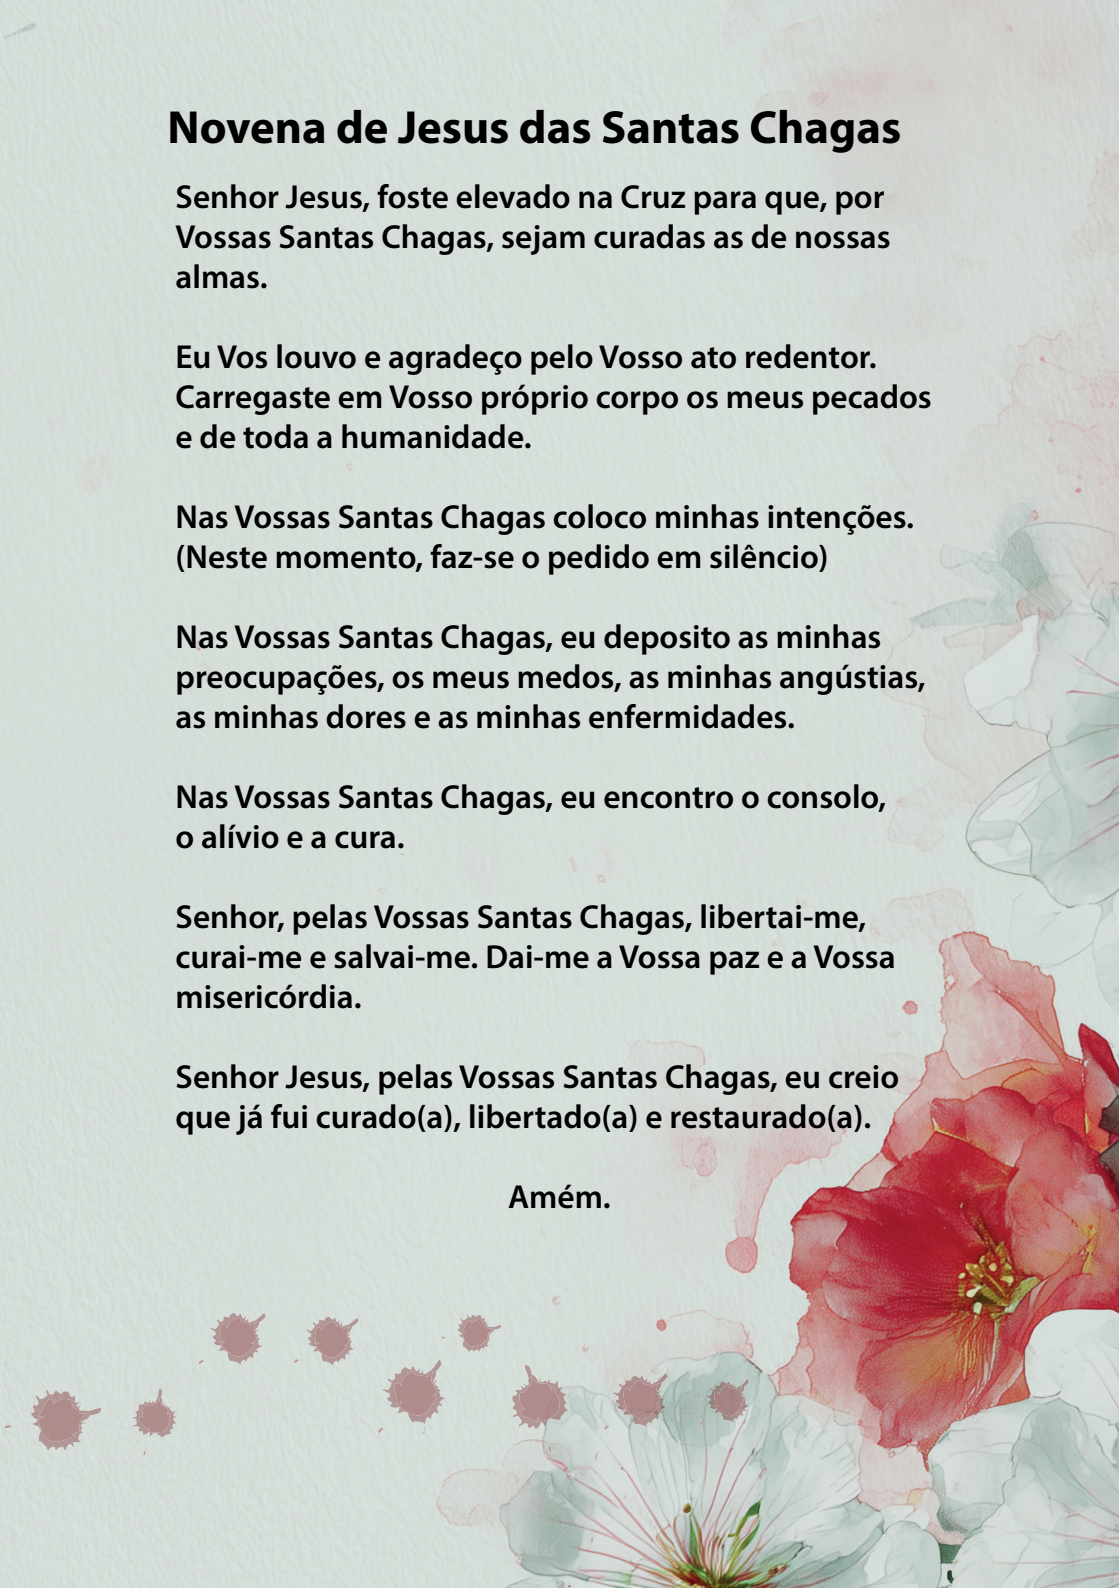 Novena de Jesus das Santas Chagas
Senhor Jesus, foste elevado na Cruz para que, por
Vossas Santas Chagas, sejam curadas as de nossas
almas.
Eu Vos louvo e agradeço pelo Vosso ato redentor.
Carregaste em Vosso próprio corpo os meus pecados
e de toda a humanidade.
Nas Vossas Santas Chagas coloco minhas intenções.
(Neste momento, faz-se o pedido em silêncio)
Nas Vossas Santas Chagas, eu deposito as minhas
preocupações, os meus medos, as minhas angústias,
as minhas dores e as minhas enfermidades.
Nas Vossas Santas Chagas, eu encontro o consolo,
o alívio e a cura.
Senhor, pelas Vossas Santas Chagas, libertai-me,
curai-me e salvai-me. Dai-me a Vossa paz e a Vossa
misericórdia.
Senhor Jesus, pelas Vossas Santas Chagas, eu creio
que já fui curado(a), libertado(a) e restaurado(a).
Amém.